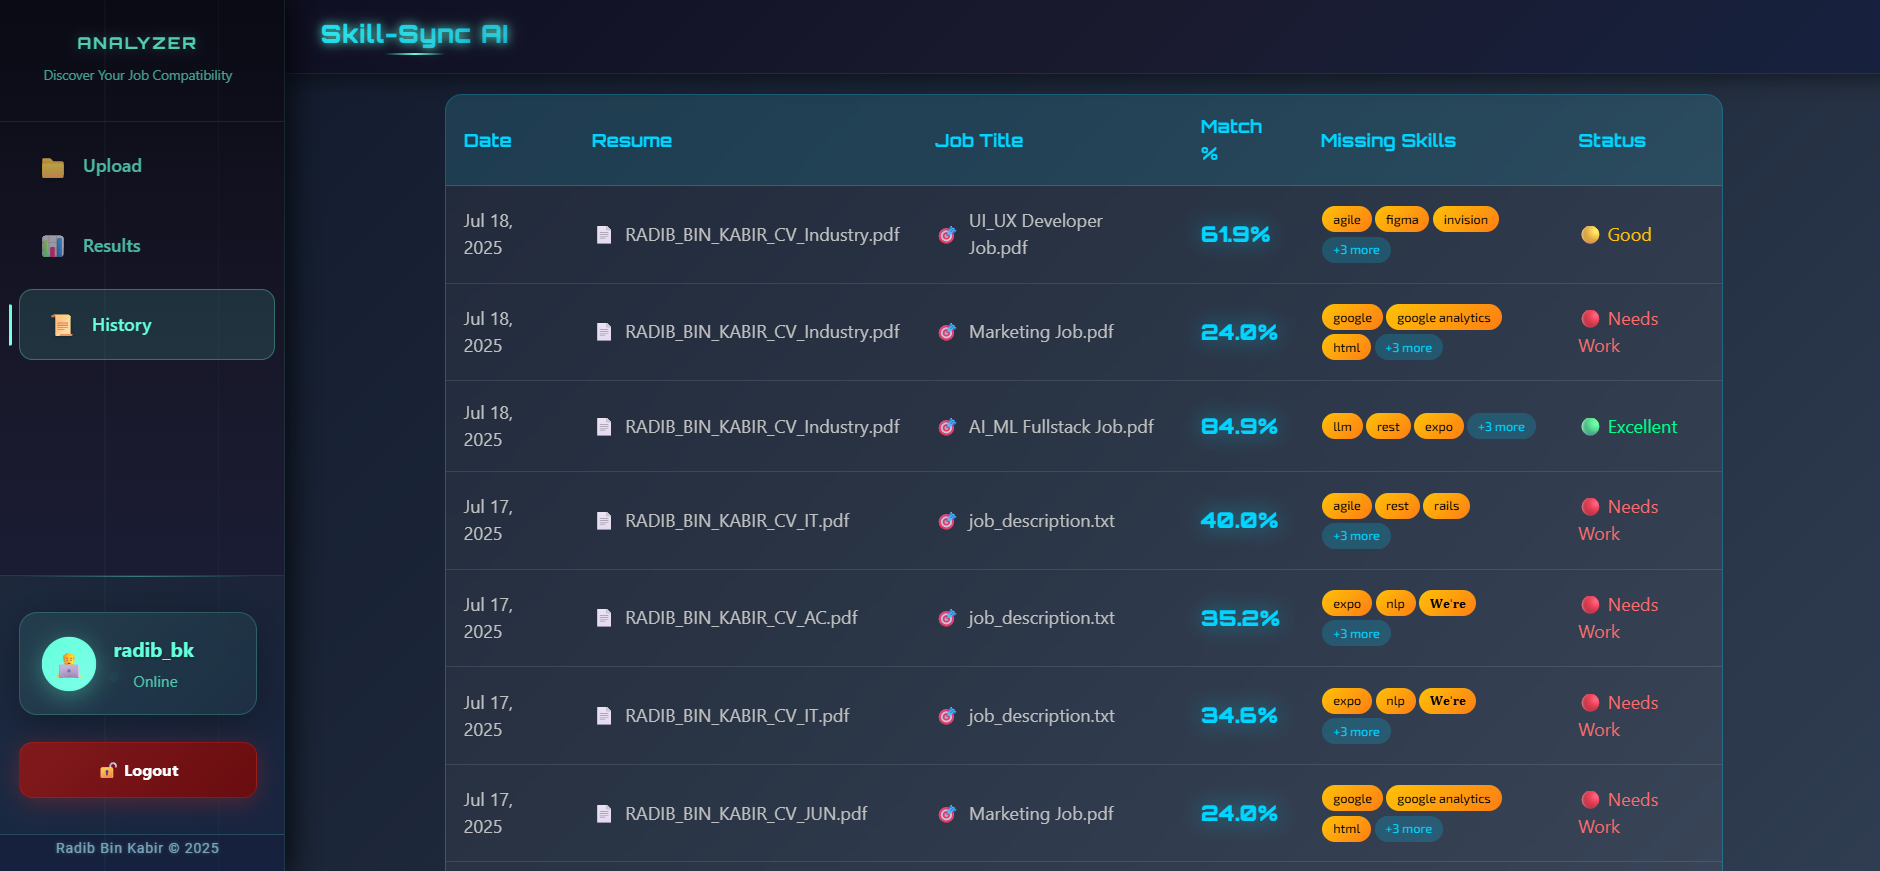 ANALYZER
Discover Your Job Compatibility
Upload
Results
History
radib_bk
Online
Logout
Radib Bin Kabir © 2025
Skill-Sync AI
Date Resume Job Title Match % Missing Skills Status
Jul 18, 2025 RADIB_BIN_KABIR_CV_Industry.pdf UI_UX Developer Job.pdf 61.9% agile figma invision +3 more Good
Jul 18, 2025 RADIB_BIN_KABIR_CV_Industry.pdf Marketing Job.pdf 24.0% google google analytics html +3 more Needs Work
Jul 18, 2025 RADIB_BIN_KABIR_CV_Industry.pdf AI_ML Fullstack Job.pdf 84.9% llm rest expo +3 more Excellent
Jul 17, 2025 RADIB_BIN_KABIR_CV_IT.pdf job_description.txt 40.0% agile rest rails +3 more Needs Work
Jul 17, 2025 RADIB_BIN_KABIR_CV_AC.pdf job_description.txt 35.2% expo nlp We're +3 more Needs Work
Jul 17, 2025 RADIB_BIN_KABIR_CV_IT.pdf job_description.txt 34.6% expo nlp We're +3 more Needs Work
Jul 17, 2025 RADIB_BIN_KABIR_CV_JUN.pdf Marketing Job.pdf 24.0% google google analytics html +3 more Needs Work